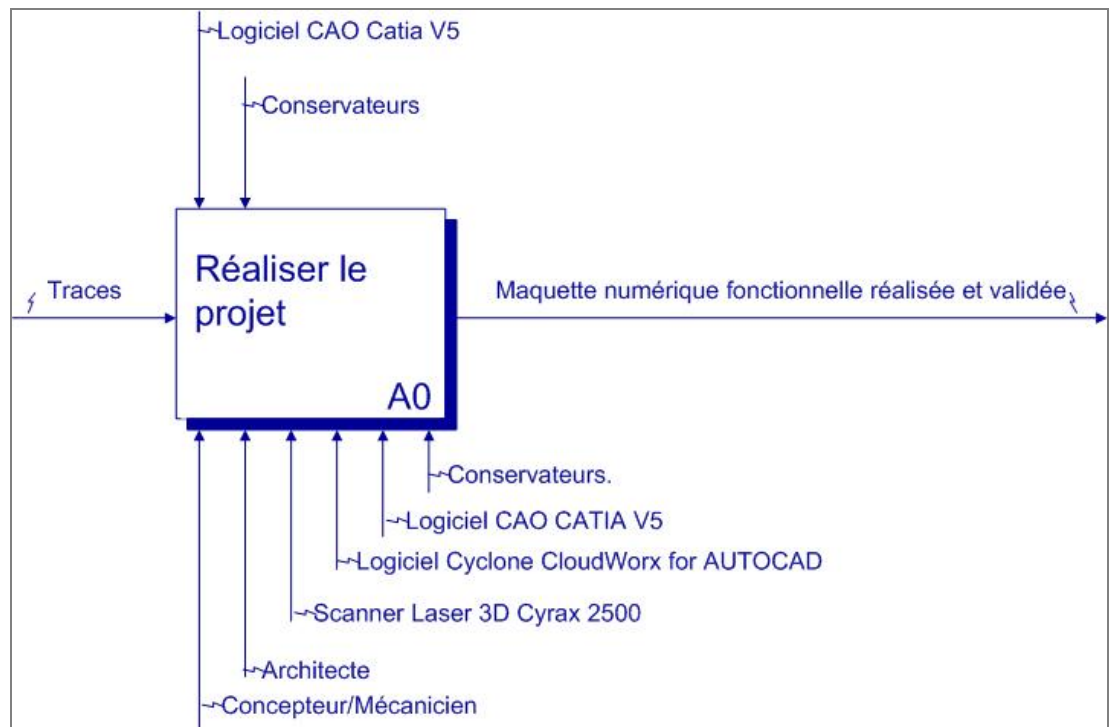 Logiciel CAO Catia V5
Conservateurs
Réaliser le
projet
A0
Traces
Maquette numérique fonctionnelle réalisée et validée
Conservateurs.
Logiciel CAO CATIA V5
Logiciel Cyclone CloudWorx for AUTOCAD
Scanner Laser 3D Cyrax 2500
Architecte
Concepteur/Mécanicien